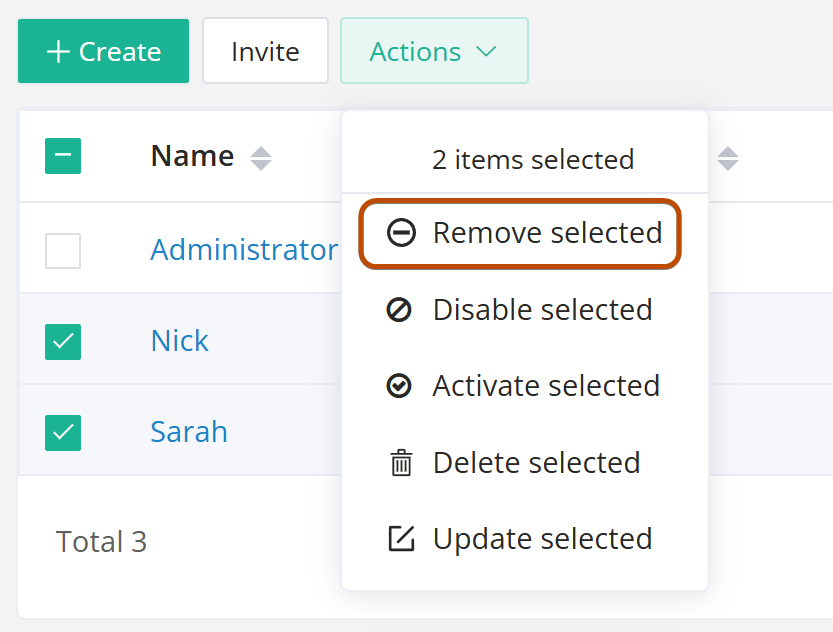 Create Invite Actions
Name
2 items selected
Administrator
Remove selected
Disable selected
Nick
Activate selected
Sarah
Delete selected
Total 3
Update selected